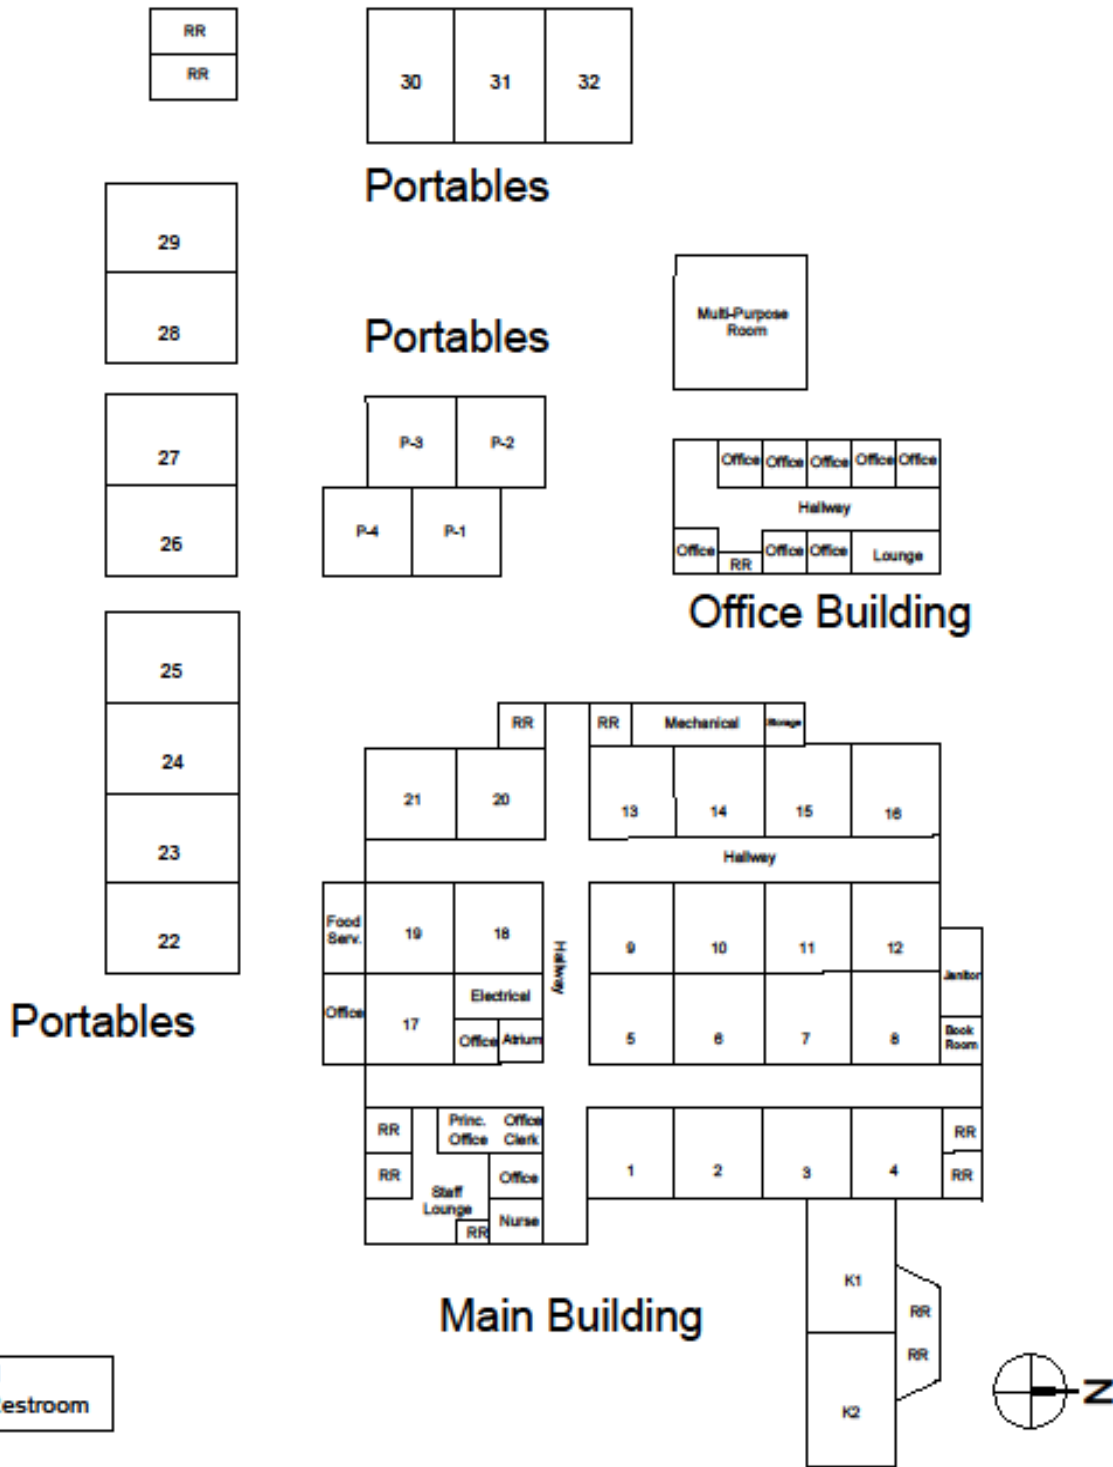 RR
RR
30 31 32
Portables
29
28
Portables
Multi-Purpose
Room
27
26
P-3 P-2
P-4 P-1
Office Office Office Office Office
Hallway
Office RR Office Office Lounge
Office Building
25
24
23
22
Portables
RR RR Mechanical Storage
21 20 13 14 15 16
Hallway
Food
Serv.
19 18 Hallway 9 10 11 12
Janitor
Electrical
Office 17 Office Atrium 5 6 7 8
Book
Room
RR
RR
Princ.
Office
Office
Clerk
Office
Staff
Lounge
RR
Nurse
1 2 3 4
RR
RR
Main Building
K1
RR
RR
K2
estroom
N